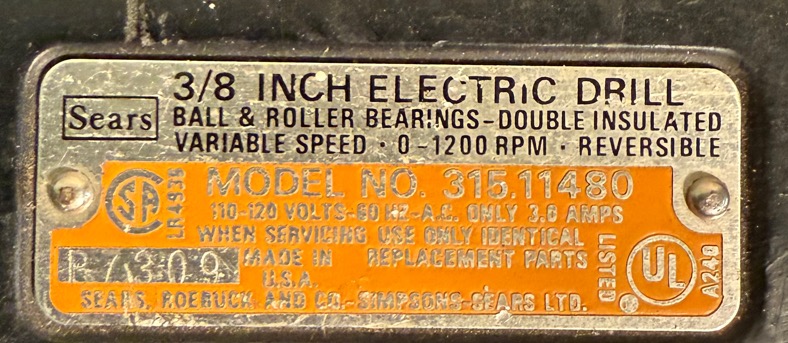 3/8 INCH ELECTRIC DRILL
Sears
BALL & ROLLER BEARINGS-DOUBLE INSULATED
VARIABLE SPEED · 0-1200 RPM · REVERSIBLE
MODEL NO. 315.11480
CSA
LR4936
110-120 VOLTS-60 HZ-A.C. ONLY 3.0 AMPS
WHEN SERVICING USE ONLY IDENTICAL
MADE IN REPLACEMENT PARTS
U.S.A.
LISTED
UL
A248
SEARS, ROEBUCK AND CO.-SIMPSONS-SEARS LTD.